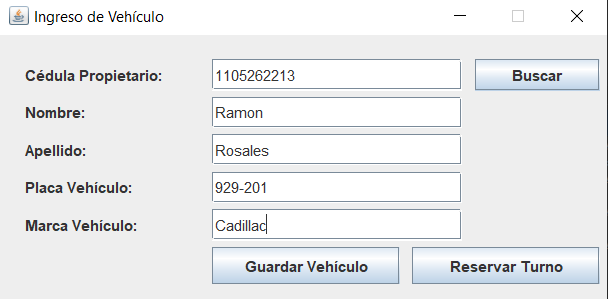 Ingreso de Vehículo
Cédula Propietario: 1105262213 Buscar
Nombre: Ramon
Apellido: Rosales
Placa Vehículo: 929-201
Marca Vehículo: Cadillac
Guardar Vehículo Reservar Turno